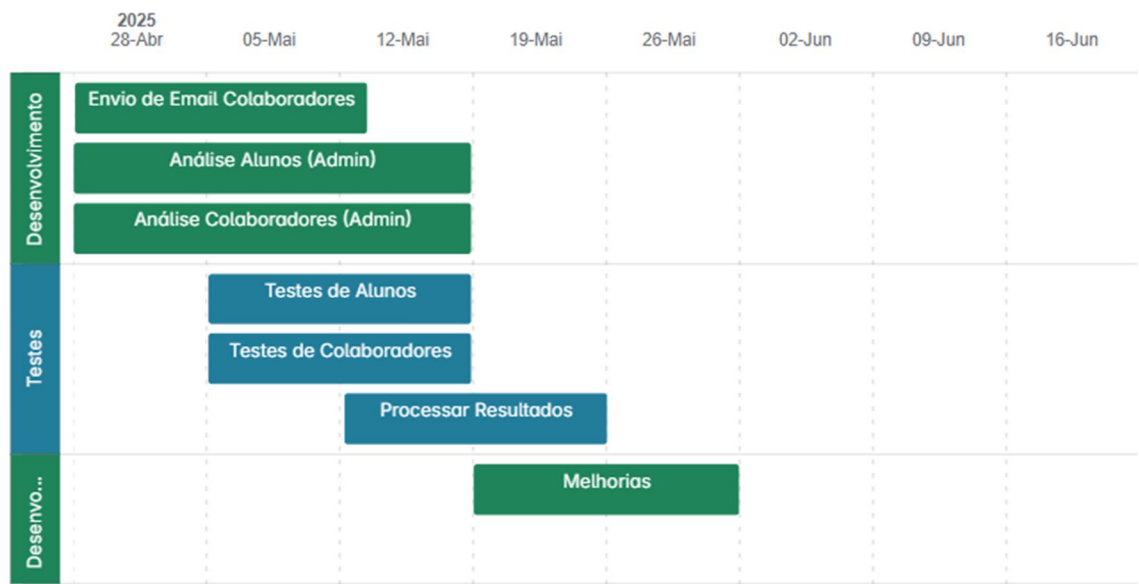 2025
28-Abr 05-Mai 12-Mai 19-Mai 26-Mai 02-Jun 09-Jun 16-Jun
Desenvolvimento
Envio de Email Colaboradores
Análise Alunos (Admin)
Análise Colaboradores (Admin)
Testes
Testes de Alunos
Testes de Colaboradores
Processar Resultados
Desenvo...
Melhorias